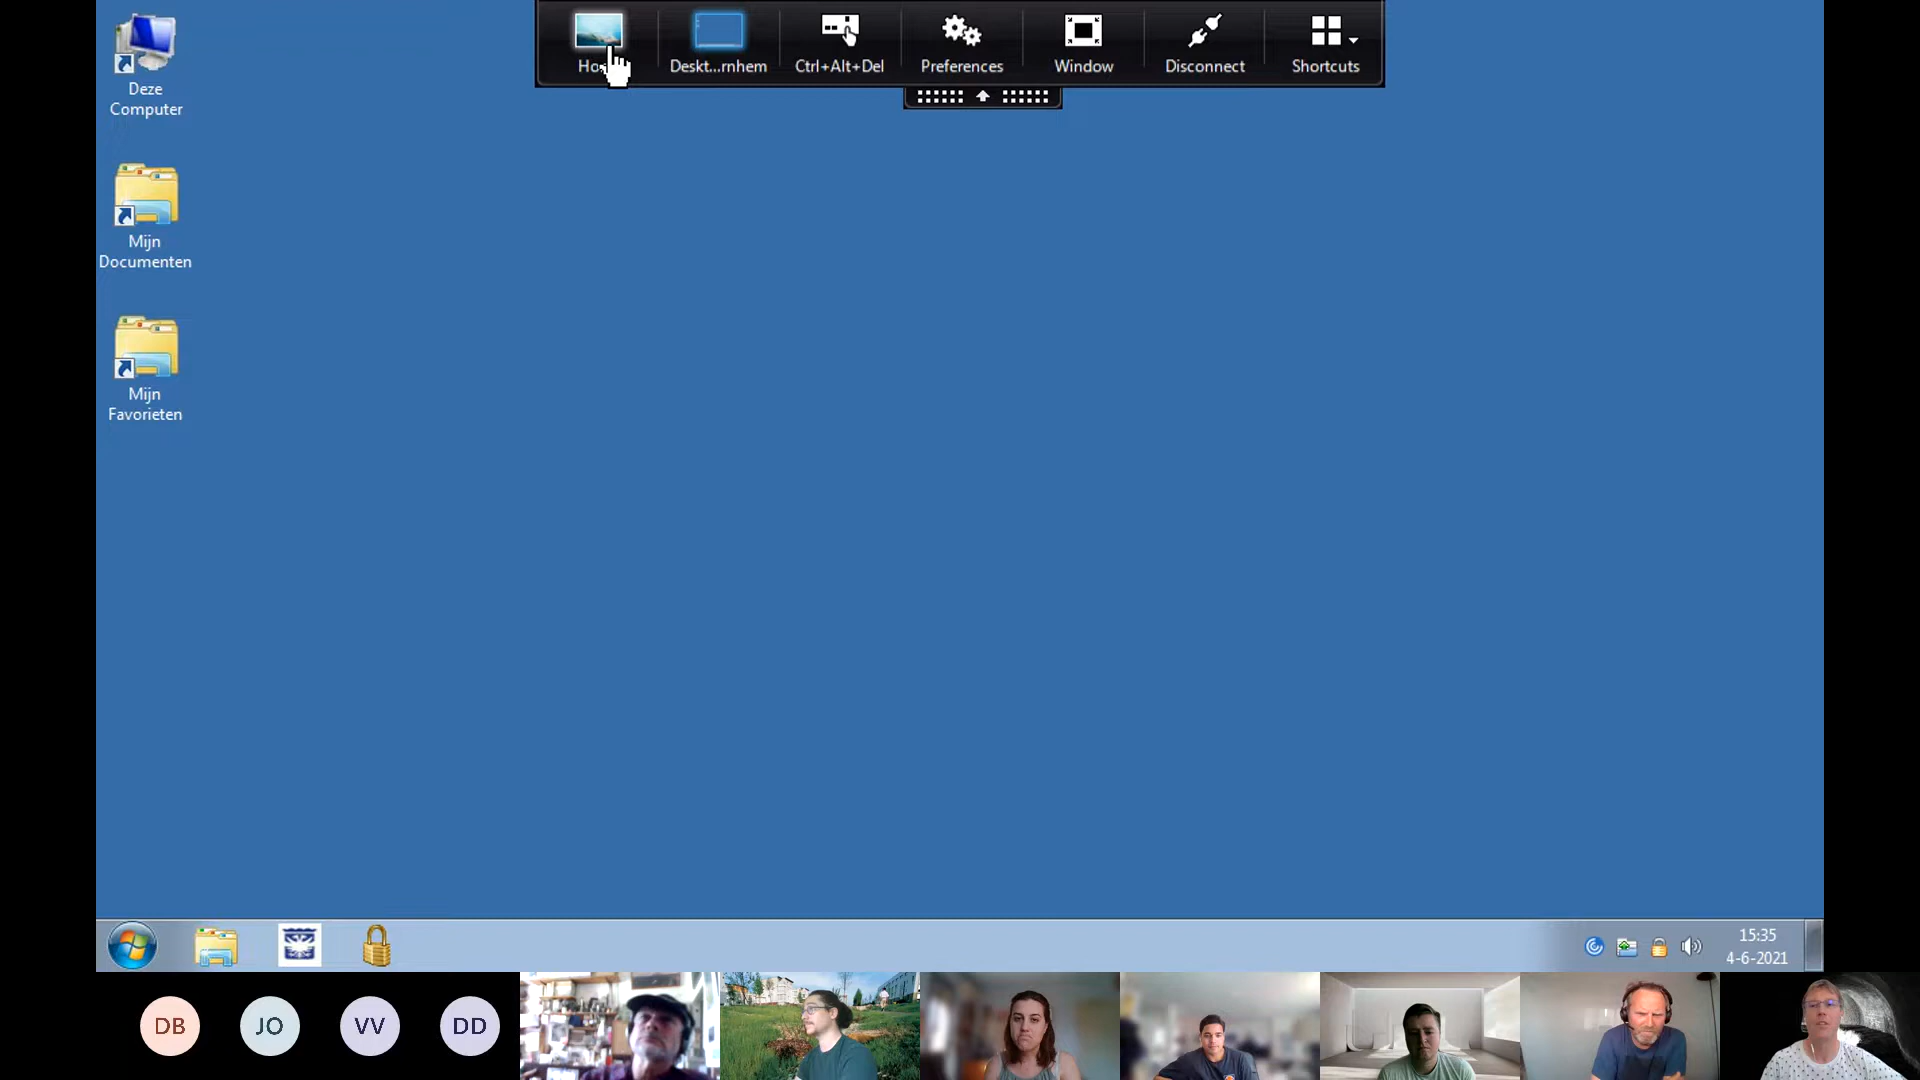 Deskt...rnhem
Ctrl+Alt+Del
Preferences
Window
Disconnect
Shortcuts
Deze
Computer
Mijn
Documenten
Mijn
Favorieten
15:35
4-6-2021
DB
JO
VV
DD